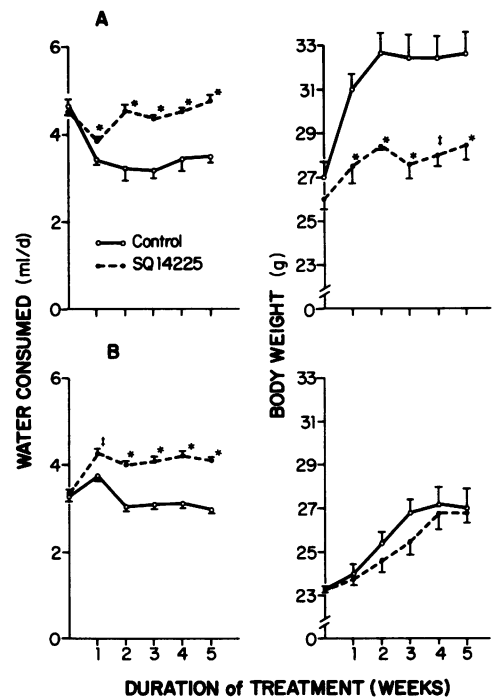 A
6
4
2
0
WATER CONSUMED (ml/d)
* * * * *
Control
SQ14225
33
31
29
27
25
23
0
BODY WEIGHT (g)
* * * ‡ *
B
6
4
2
0
‡ * * * *
1 2 3 4 5
33
31
29
27
25
23
0
1 2 3 4 5
DURATION of TREATMENT (WEEKS)